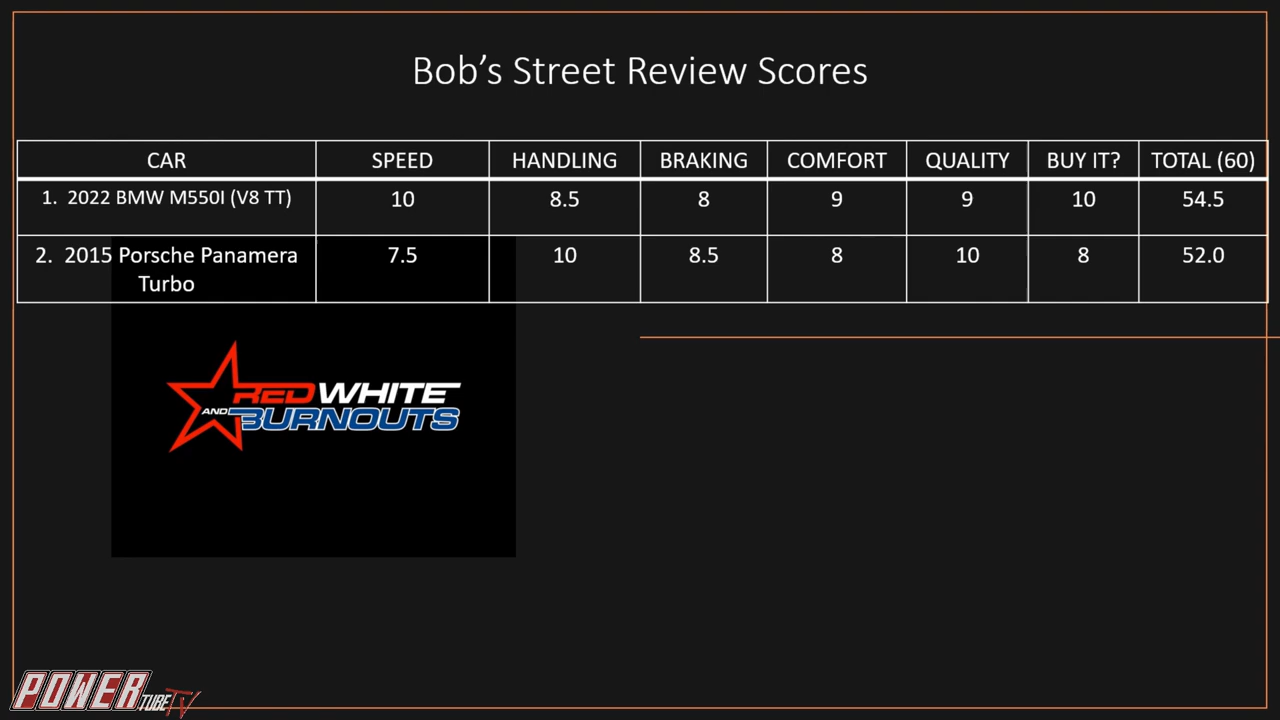 Bob's Street Review Scores
CAR SPEED HANDLING BRAKING COMFORT QUALITY BUY IT? TOTAL (60)
1. 2022 BMW M550I (V8 TT) 10 8.5 8 9 9 10 54.5
2. 2015 Porsche Panamera 7.5 10 8.5 8 10 8 52.0
Turbo
RED WHITE
AND BURNOUTS
POWER TUBE TV